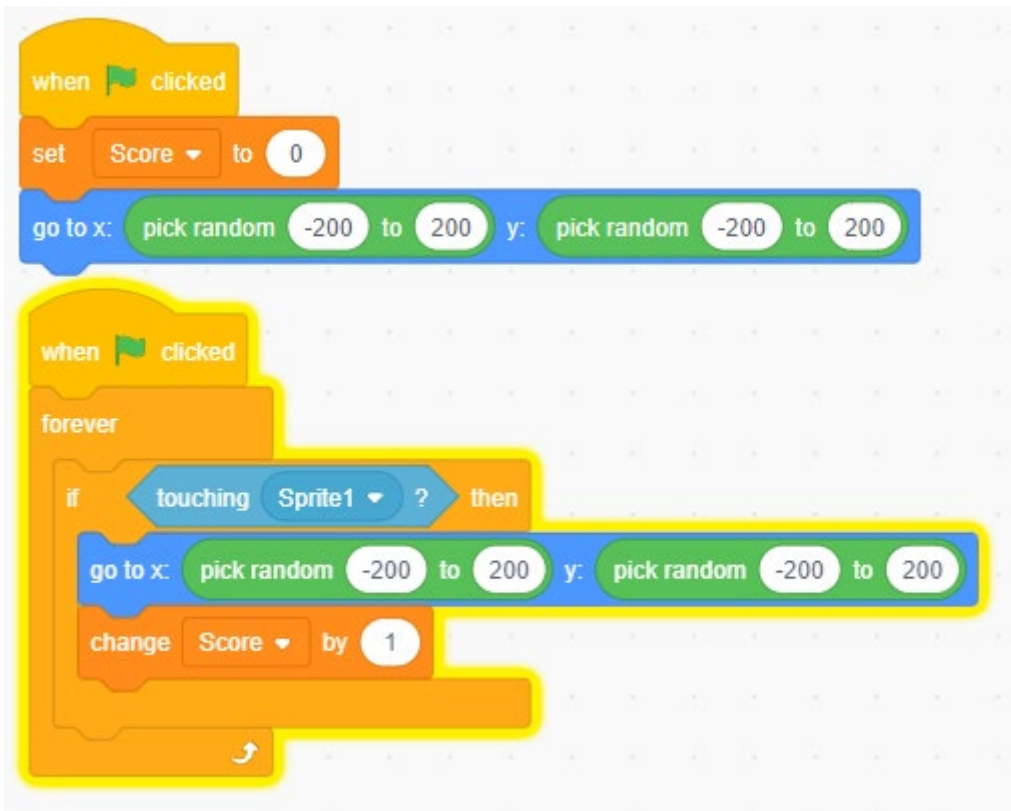 when clicked
set Score to 0
go to x: pick random -200 to 200 y: pick random -200 to 200
when clicked
forever
if touching Sprite1 ? then
go to x: pick random -200 to 200 y: pick random -200 to 200
change Score by 1